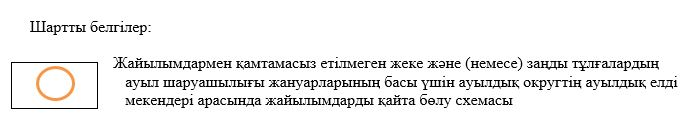 Шартты белгілер:
Жайылымдармен қамтамасыз етілмеген жеке және (немесе) заңды тұлғалардың
ауыл шаруашылығы жануарларының басы үшін ауылдық округтің ауылдық елді
мекендері арасында жайылымдарды қайта бөлу схемасы